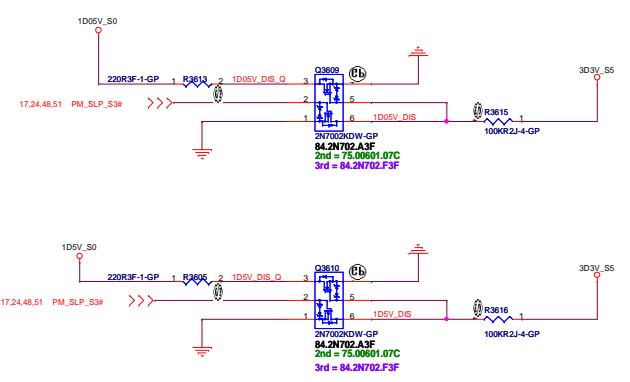 1D05V_S0
Q3609
3D3V_S5
220R3F-1-GP 1 R3613 2 1D05V_DIS_Q 3
17,24,48,51 PM_SLP_S3# 2 5
R3615
1 6 1D05V_DIS 1
100KR2J-4-GP
2N7002KDW-GP
84.2N702.A3F
2nd = 75.00601.07C
3rd = 84.2N702.F3F
1D5V_S0
Q3610
3D3V_S5
220R3F-1-GP 1 R3605 2 1D5V_DIS_Q 3
17,24,48,51 PM_SLP_S3# 2 5
R3616
1 6 1D5V_DIS 1
100KR2J-4-GP
2N7002KDW-GP
84.2N702.A3F
2nd = 75.00601.07C
3rd = 84.2N702.F3F